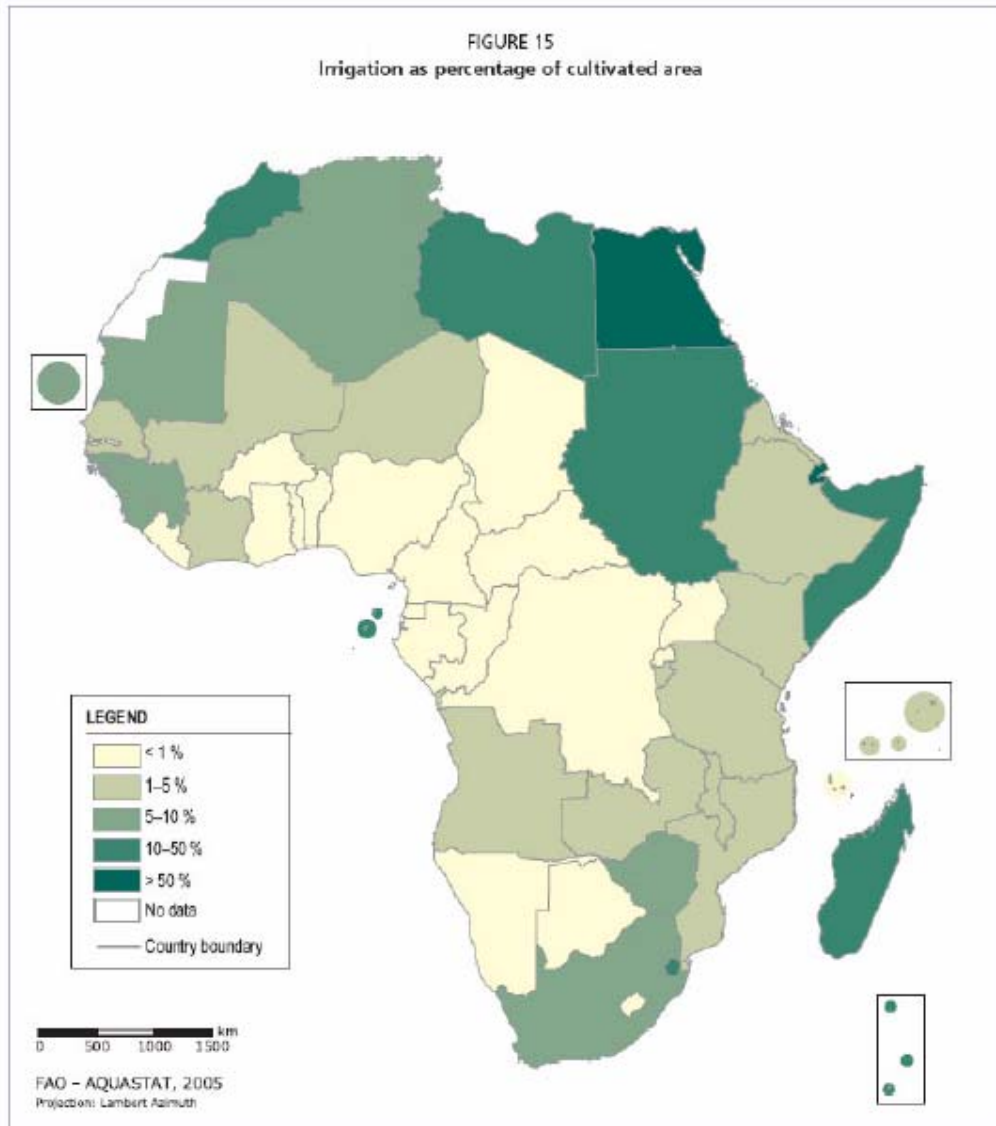 FIGURE 15
Irrigation as percentage of cultivated area
LEGEND
< 1 %
1–5 %
5–10 %
10–50 %
> 50 %
No data
Country boundary
km
0 500 1000 1500
FAO – AQUASTAT, 2005
Projection: Lambert Azimuth